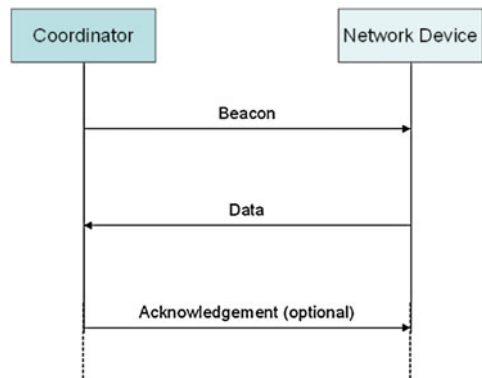 Coordinator
Network Device
Beacon
Data
Acknowledgement (optional)